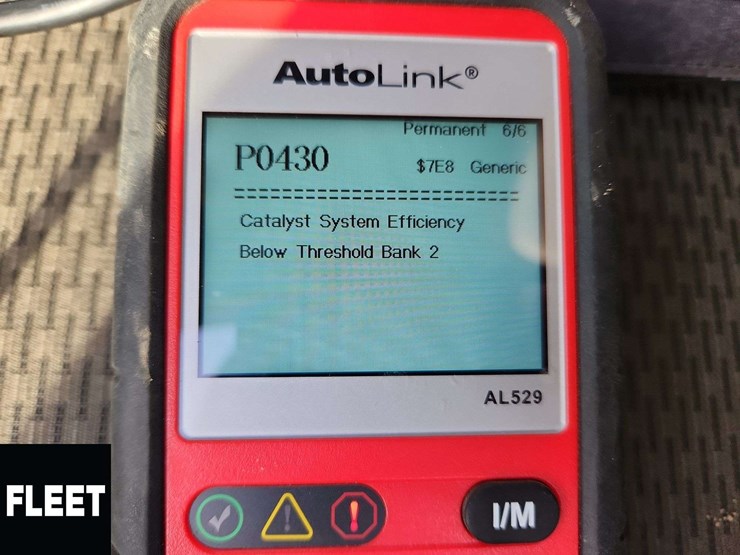 AutoLink®
Permanent 6/6
P0430 $7E8 Generic
==============================
Catalyst System Efficiency
Below Threshold Bank 2
AL529
FLEET
I/M